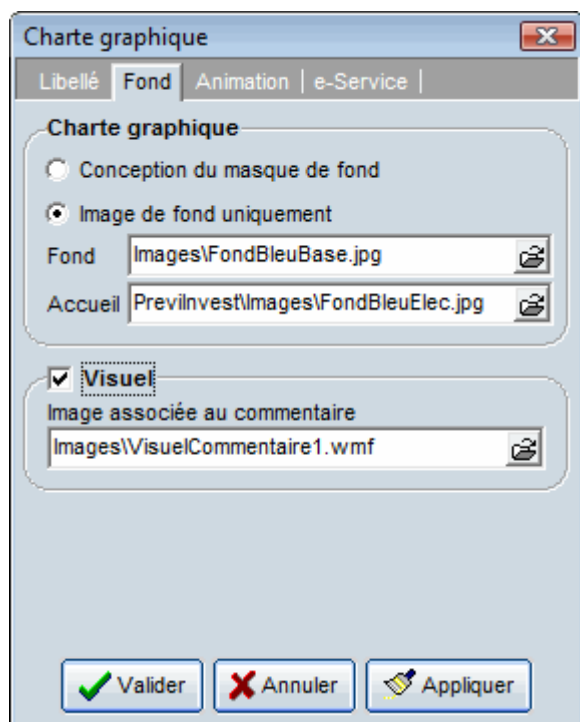 Charte graphique
Libellé | Fond | Animation | e-Service |
Charte graphique
Conception du masque de fond
Image de fond uniquement
Fond Images\FondBleuBase.jpg
Accueil PreviInvest\Images\FondBleuElec.jpg
Visuel
Image associée au commentaire
Images\VisuelCommentaire1.wmf
Valider Annuler Appliquer